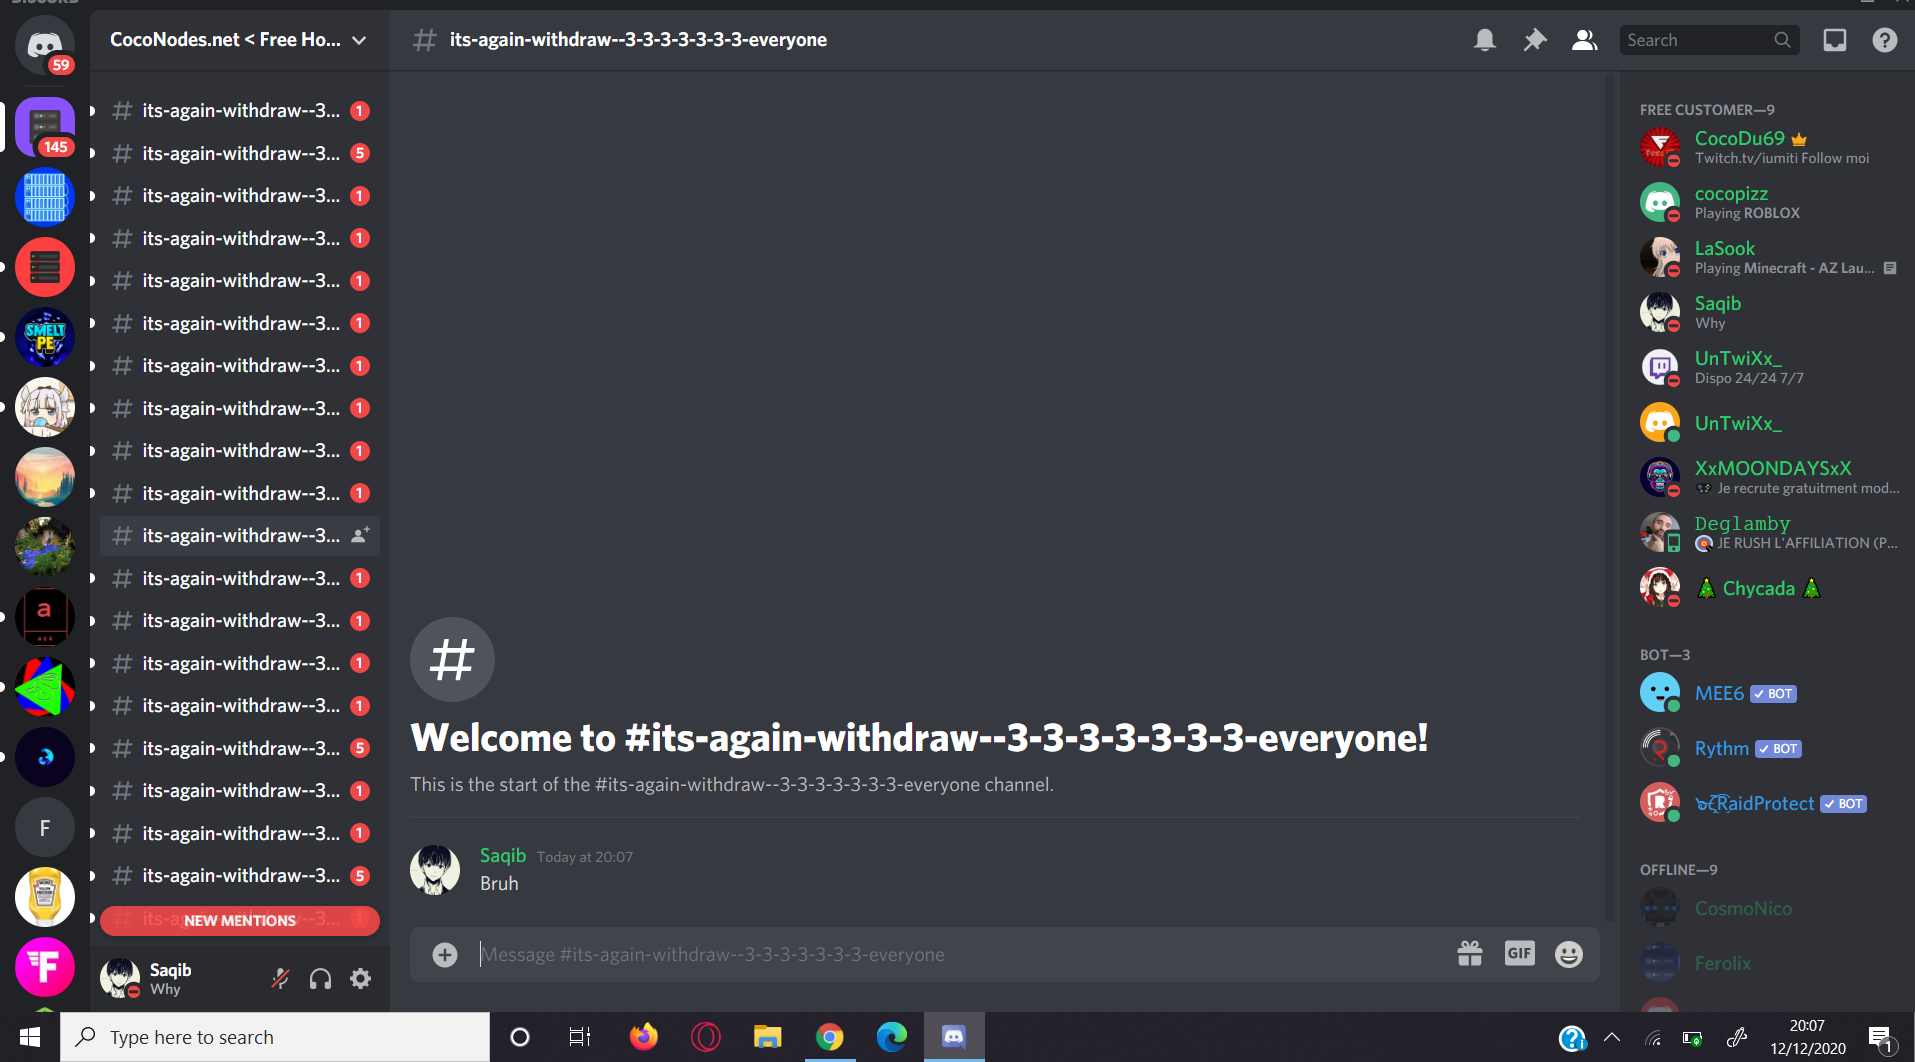 59
145
SMELT
PE
a
F
CocoNodes.net < Free Ho...
its-again-withdraw--3... 1
its-again-withdraw--3... 5
its-again-withdraw--3... 1
its-again-withdraw--3... 1
its-again-withdraw--3... 1
its-again-withdraw--3... 1
its-again-withdraw--3... 1
its-again-withdraw--3... 1
its-again-withdraw--3... 1
its-again-withdraw--3... 1
its-again-withdraw--3...
its-again-withdraw--3... 1
its-again-withdraw--3... 1
its-again-withdraw--3... 1
its-again-withdraw--3... 1
its-again-withdraw--3... 5
its-again-withdraw--3... 1
its-again-withdraw--3... 1
its-again-withdraw--3... 5
NEW MENTIONS
Saqib
Why
# its-again-withdraw--3-3-3-3-3-3-3-everyone
Search
#
Welcome to #its-again-withdraw--3-3-3-3-3-3-3-everyone!
This is the start of the #its-again-withdraw--3-3-3-3-3-3-3-everyone channel.
Saqib Today at 20:07
Bruh
Message #its-again-withdraw--3-3-3-3-3-3-3-everyone
GIF
FREE CUSTOMER—9
CocoDu69
Twitch.tv/iumiti Follow moi
cocopizz
Playing ROBLOX
LaSook
Playing Minecraft - AZ Lau...
Saqib
Why
UnTwiXx_
Dispo 24/24 7/7
UnTwiXx_
XxMOONDAYSxX
Je recrute gratuitment mod...
Deglamby
JE RUSH L'AFFILIATION (P...
Chycada
BOT—3
MEE6 ✓ BOT
Rythm ✓ BOT
RaidProtect ✓ BOT
OFFLINE—9
CosmoNico
Ferolix
Type here to search
20:07
12/12/2020
1